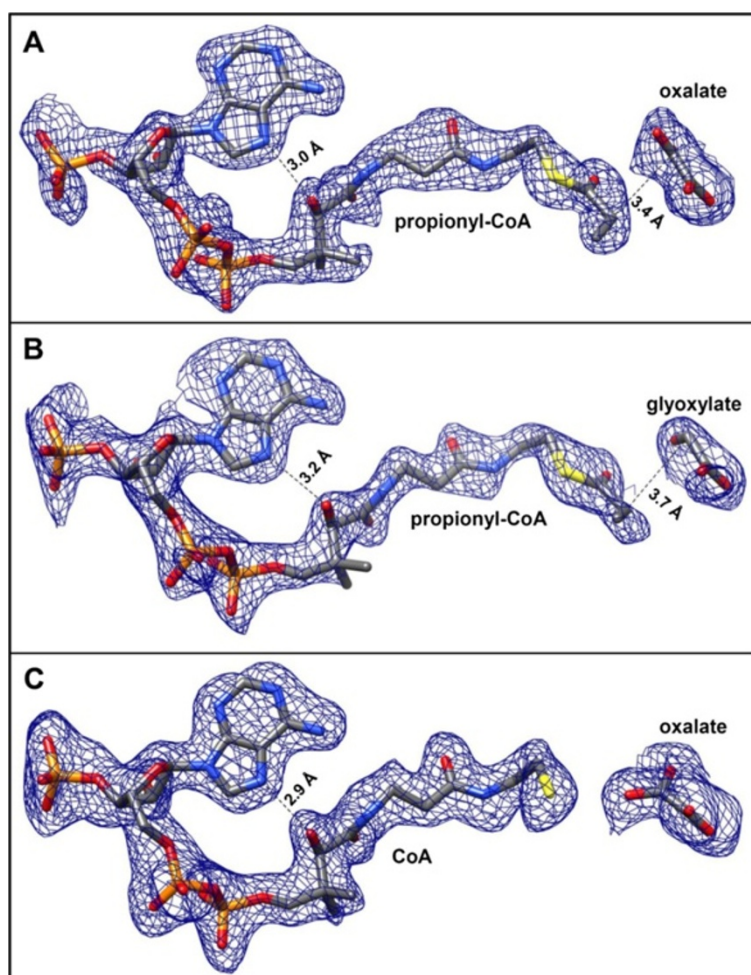 A
oxalate
3.0 Å
propionyl-CoA
3.4 Å
B
glyoxylate
3.2 Å
propionyl-CoA
3.7 Å
C
oxalate
2.9 Å
CoA